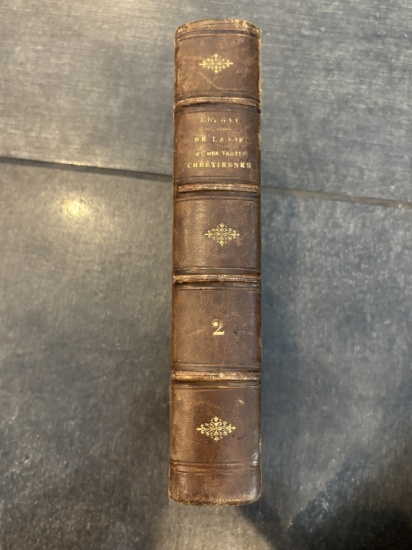 CH. GAY
DE LA VIE
ET DES VERTUS
CHRÉTIENNES
2